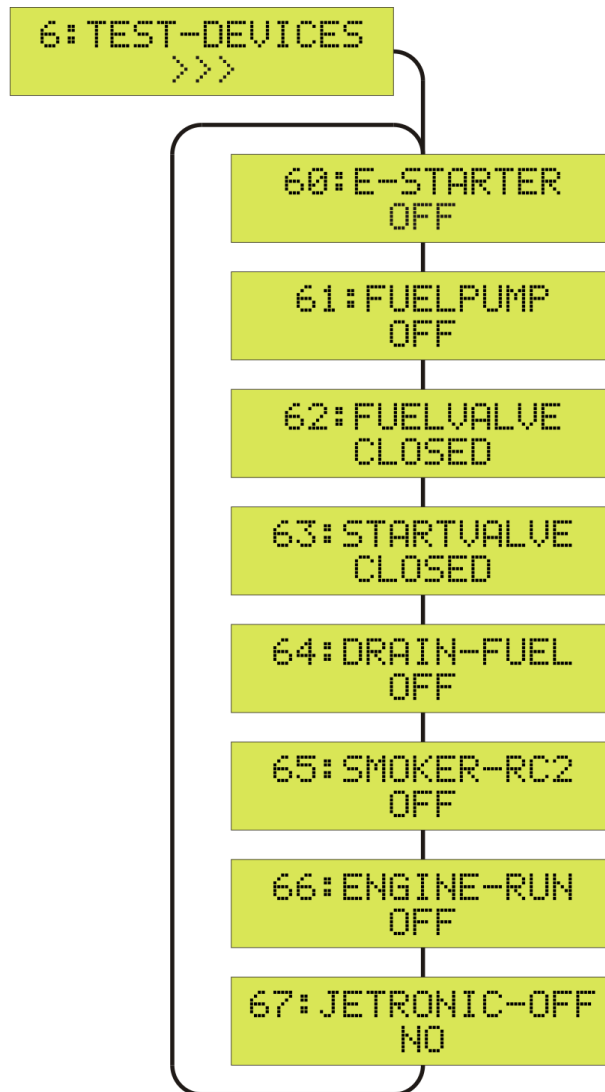 6:TEST-DEVICES
>>>
60:E-STARTER
OFF
61:FUELPUMP
OFF
62:FUELVALVE
CLOSED
63:STARTVALVE
CLOSED
64:DRAIN-FUEL
OFF
65:SMOKER-RC2
OFF
66:ENGINE-RUN
OFF
67:JETRONIC-OFF
NO